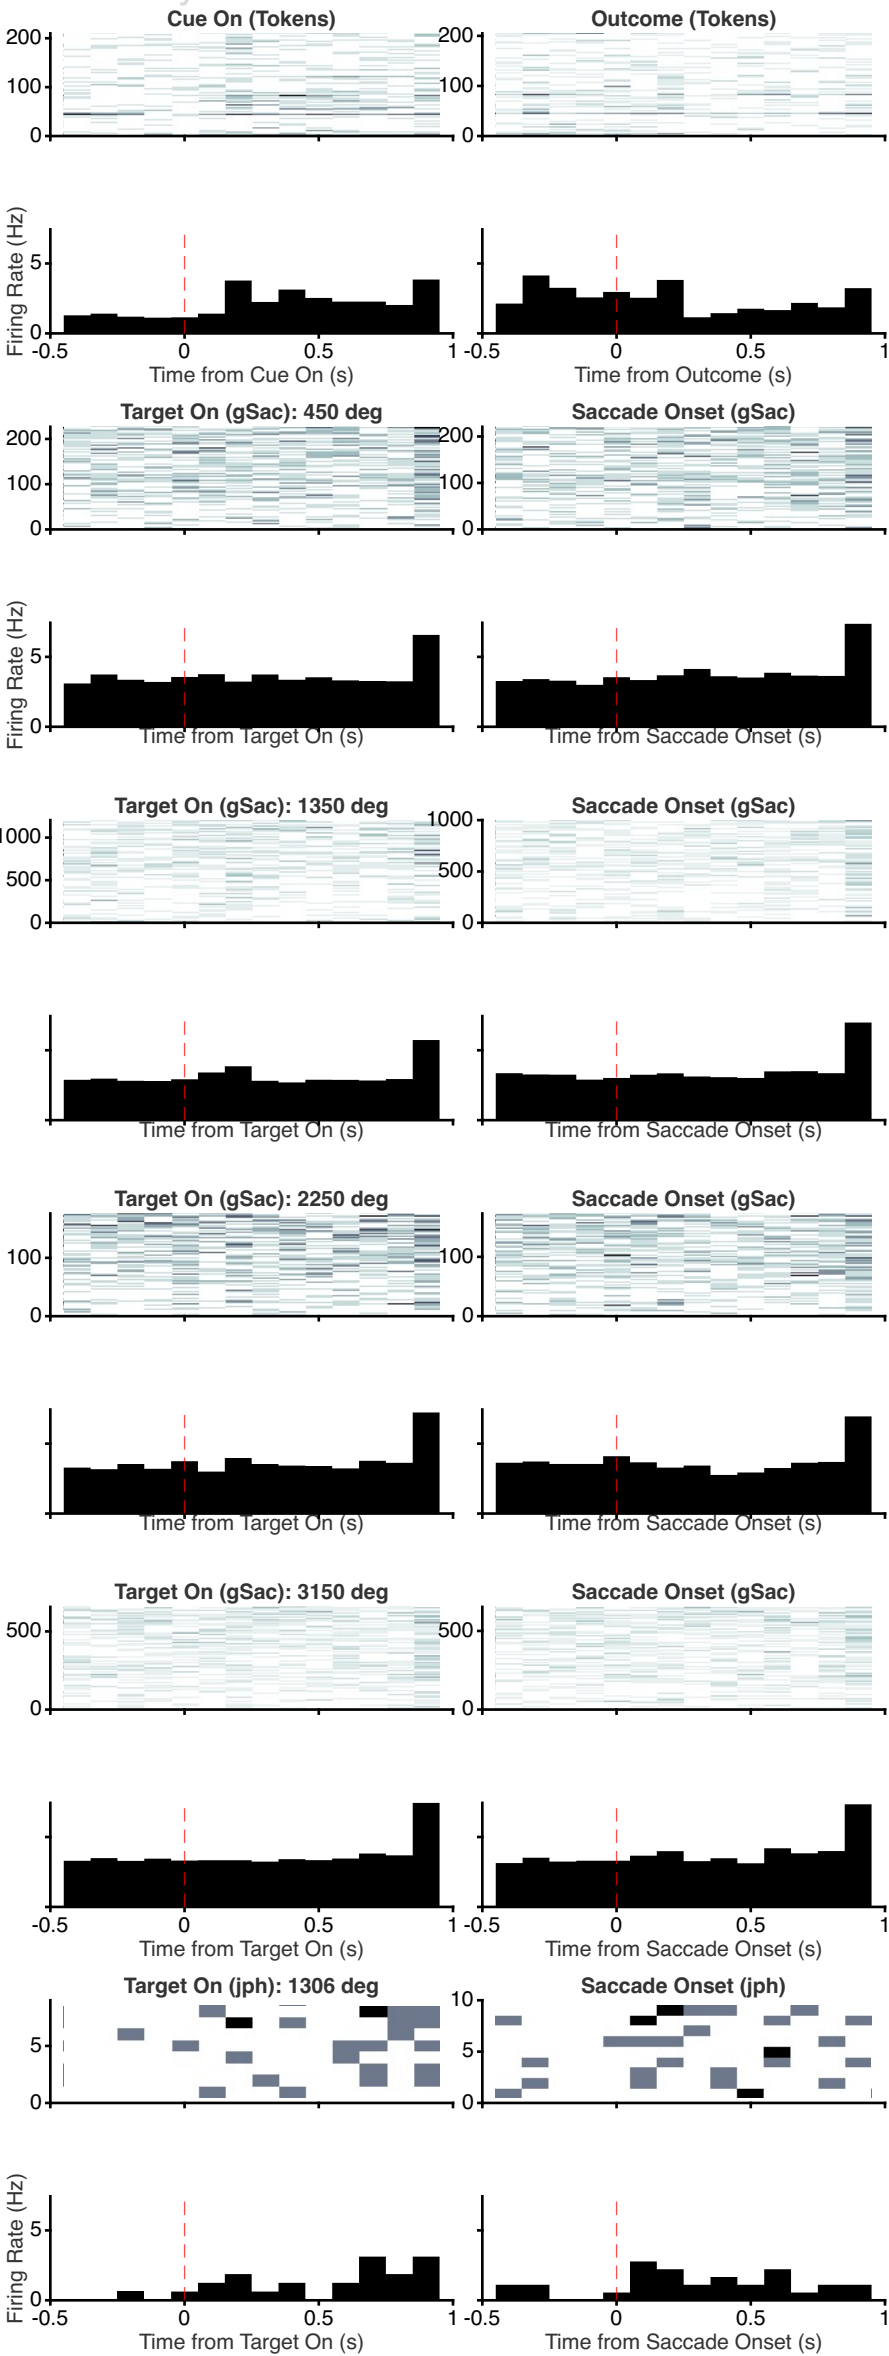 Cue On (Tokens) Outcome (Tokens)
200 200
100 100
0 0
Firing Rate (Hz)
5
0
-0.5 0 0.5 1 -0.5 0 0.5 1
Time from Cue On (s) Time from Outcome (s)
Target On (gSac): 450 deg Saccade Onset (gSac)
200 200
100 100
0 0
Firing Rate (Hz)
5
0
Time from Target On (s) Time from Saccade Onset (s)
Target On (gSac): 1350 deg Saccade Onset (gSac)
1000 1000
500 500
0 0
Time from Target On (s) Time from Saccade Onset (s)
Target On (gSac): 2250 deg Saccade Onset (gSac)
100 100
0 0
Time from Target On (s) Time from Saccade Onset (s)
Target On (gSac): 3150 deg Saccade Onset (gSac)
500 500
0 0
-0.5 0 0.5 1 -0.5 0 0.5 1
Time from Target On (s) Time from Saccade Onset (s)
Target On (jph): 1306 deg Saccade Onset (jph)
10
5 5
0 0
Firing Rate (Hz)
5
0
-0.5 0 0.5 1 -0.5 0 0.5 1
Time from Target On (s) Time from Saccade Onset (s)